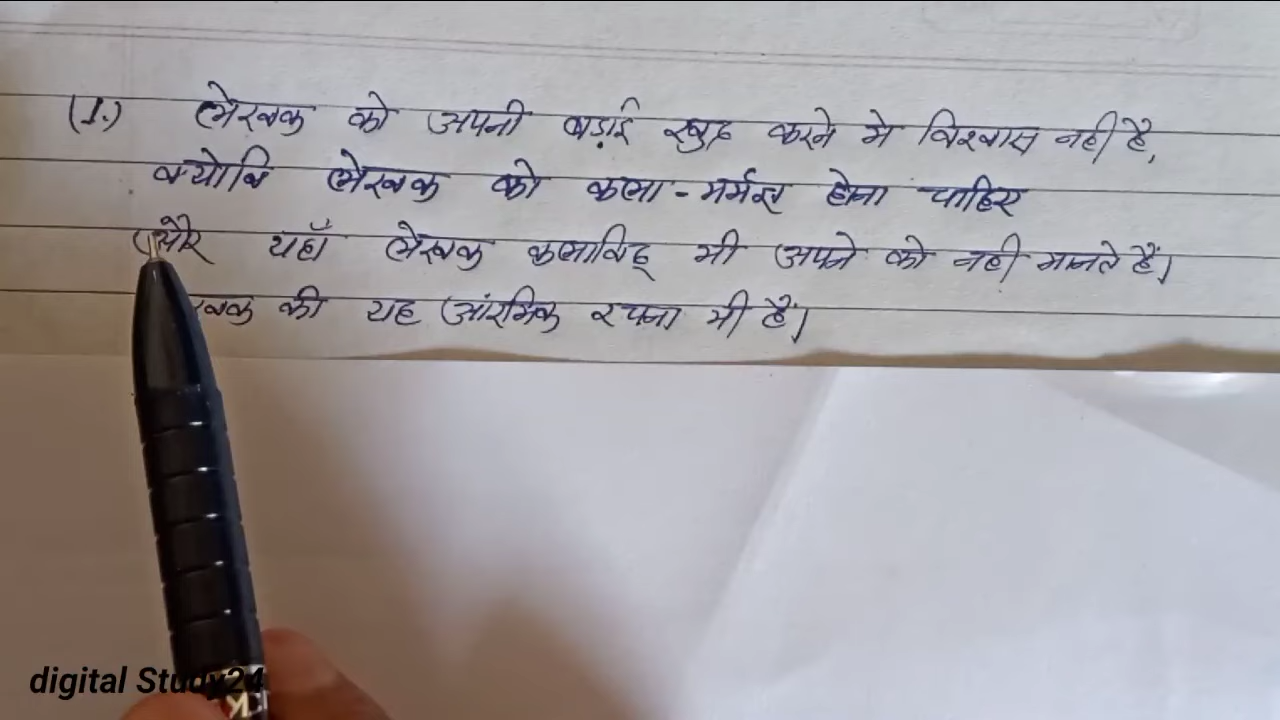 (1.) लेखक को अपनी बड़ाई खुद करने मे विश्वास नही है,
क्योकि लेखक को कला - मर्मज्ञ होना चाहिए
और यहाँ लेखक कलाविद् भी अपने को नही मानते हैं।
की यह आंरभिक रचना भी हैं।
digital Study24